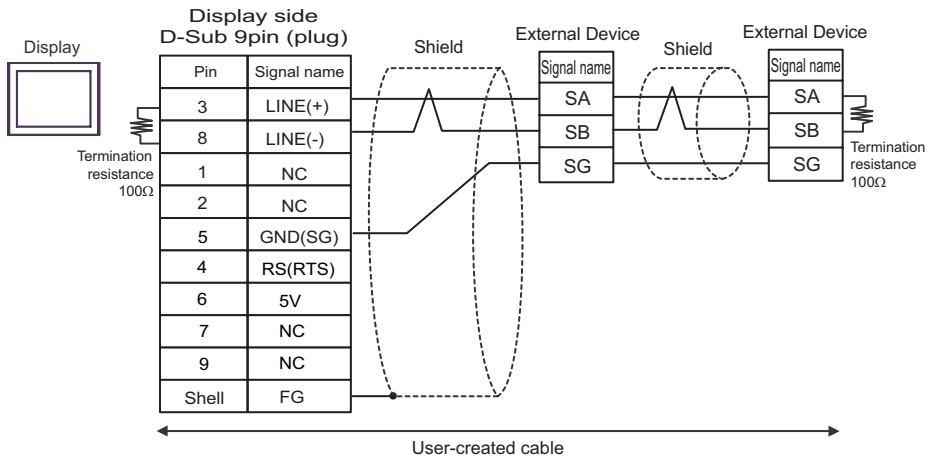 Display
Display side
D-Sub 9pin (plug)
Pin Signal name
3 LINE(+)
8 LINE(-)
1 NC
2 NC
5 GND(SG)
4 RS(RTS)
6 5V
7 NC
9 NC
Shell FG
Termination
resistance
100Ω
Shield
External Device
Signal name
SA
SB
SG
Shield
External Device
Signal name
SA
SB
SG
Termination
resistance
100Ω
User-created cable